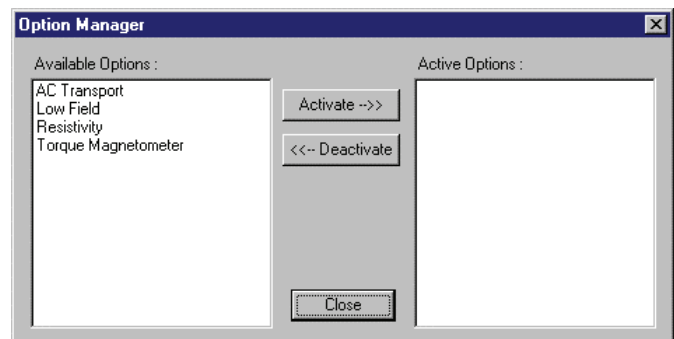 Option Manager
Available Options :
Active Options :
AC Transport
Low Field
Resistivity
Torque Magnetometer
Activate -->>
<<-- Deactivate
Close